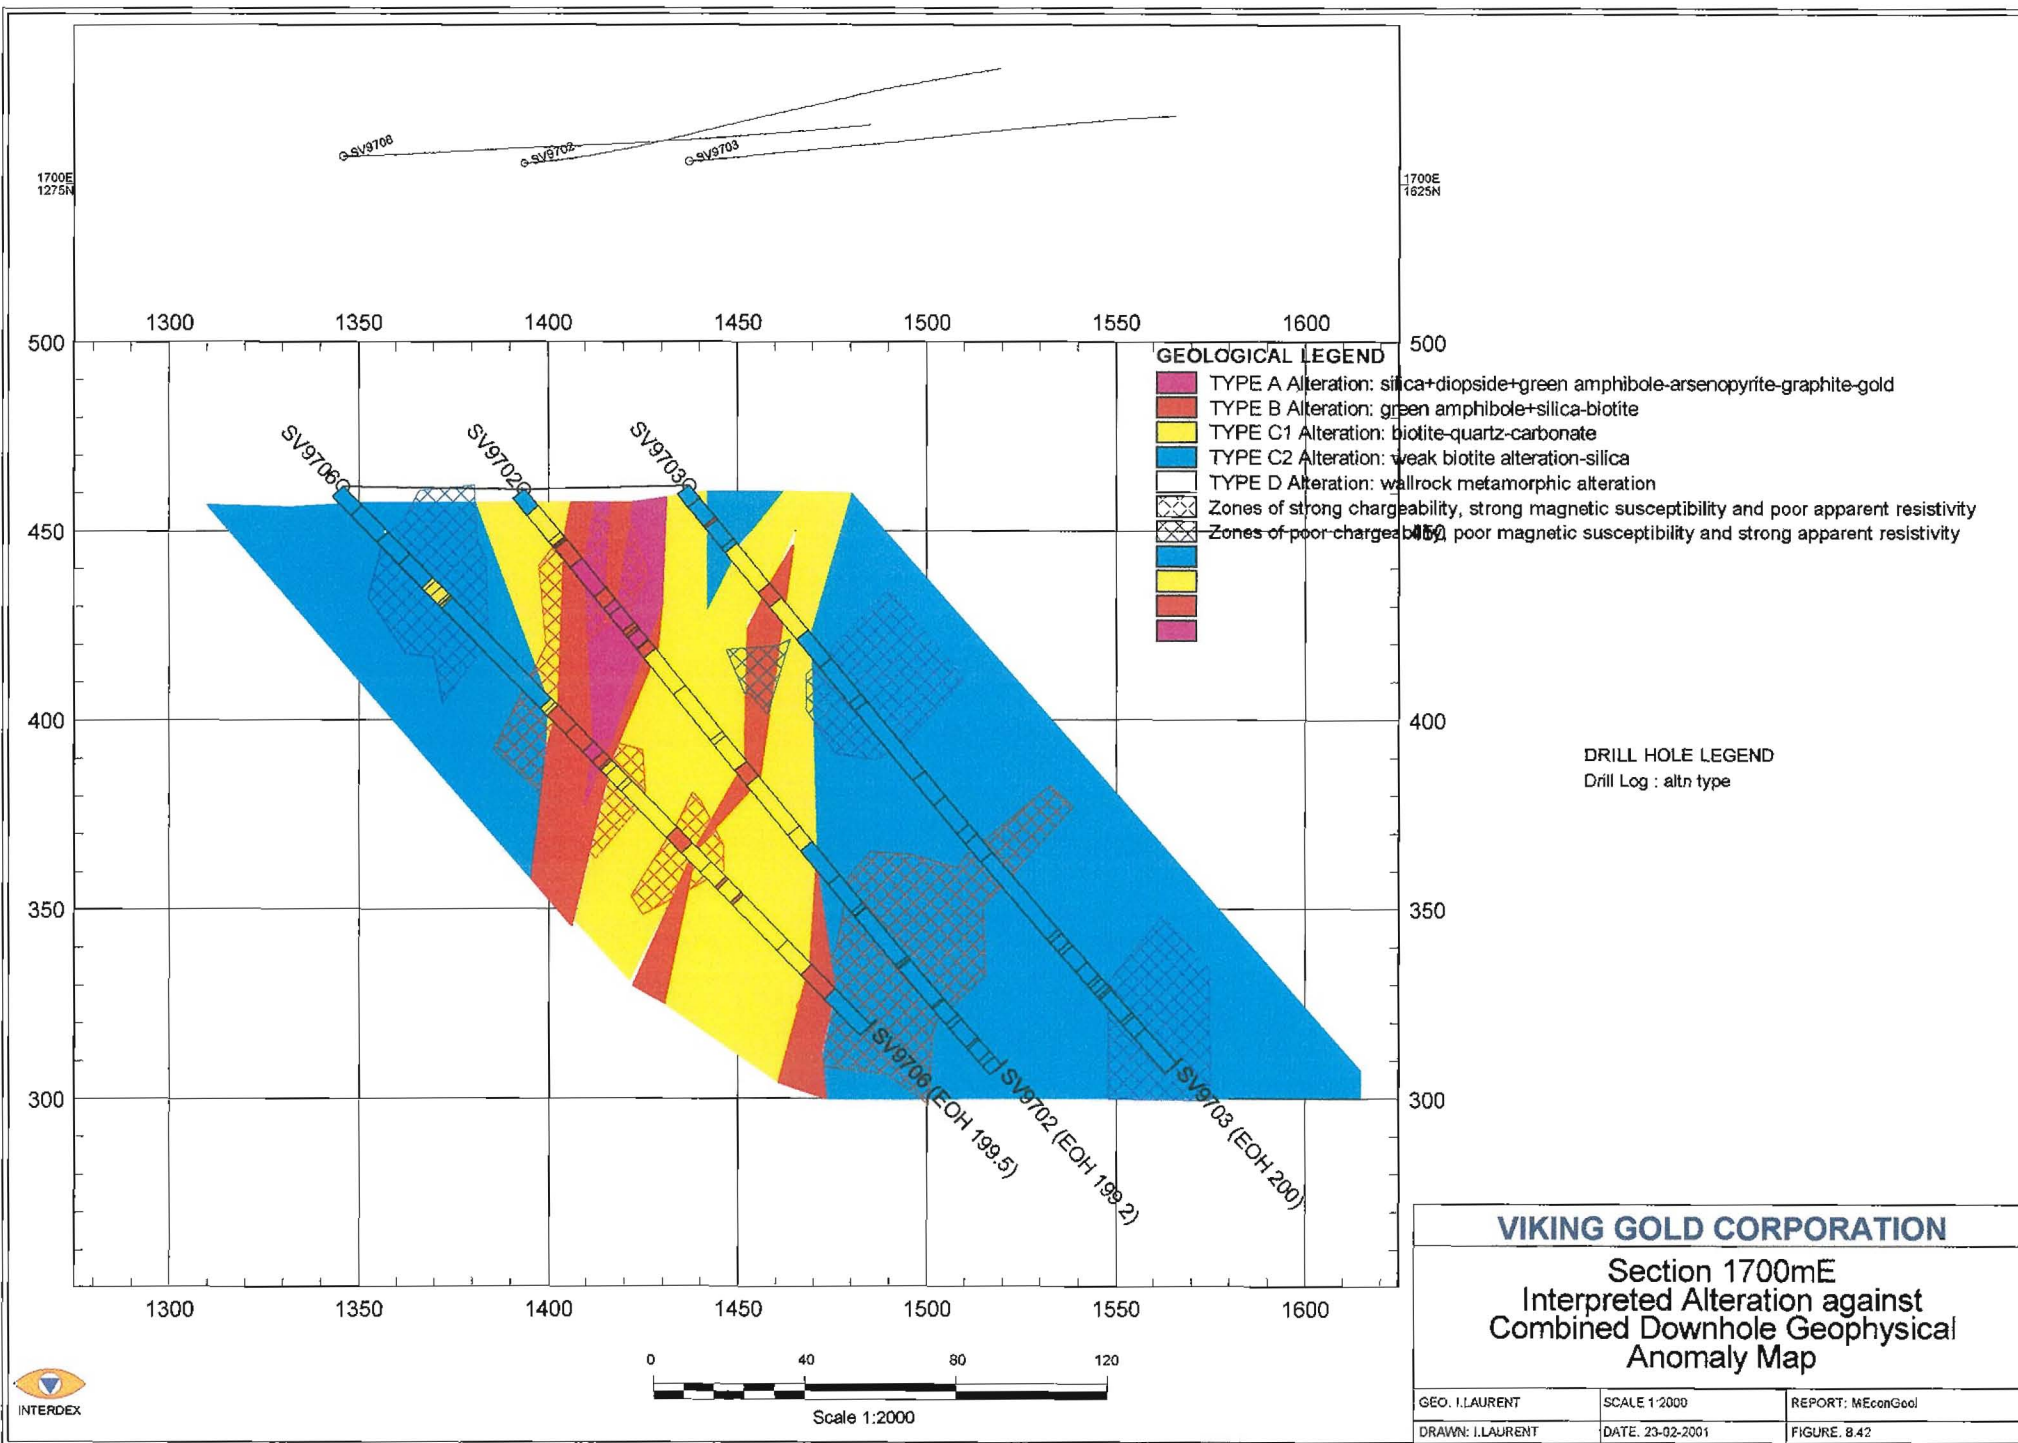 SV9706
SV9702
SV9703
1700E
1275N
1700E
1625N
1300 1350 1400 1450 1500 1550 1600
500 500
GEOLOGICAL LEGEND
TYPE A Alteration: silica+diopside+green amphibole-arsenopyrite-graphite-gold
TYPE B Alteration: green amphibole+silica-biotite
TYPE C1 Alteration: biotite-quartz-carbonate
TYPE C2 Alteration: weak biotite alteration-silica
TYPE D Alteration: wallrock metamorphic alteration
Zones of strong chargeability, strong magnetic susceptibility and poor apparent resistivity
Zones of poor chargeability, poor magnetic susceptibility and strong apparent resistivity
SV9706
SV9702
SV9703
450 450
400 400
DRILL HOLE LEGEND
Drill Log : altn type
350 350
300 300
SV9706 (EOH 199.5)
SV9702 (EOH 199.2)
SV9703 (EOH 200)
1300 1350 1400 1450 1500 1550 1600
0 40 80 120
Scale 1:2000
INTERDEX
VIKING GOLD CORPORATION
Section 1700mE
Interpreted Alteration against
Combined Downhole Geophysical
Anomaly Map
GEO. I.LAURENT SCALE 1:2000 REPORT: MEconGeol
DRAWN: I.LAURENT DATE. 23-02-2001 FIGURE. 8.42